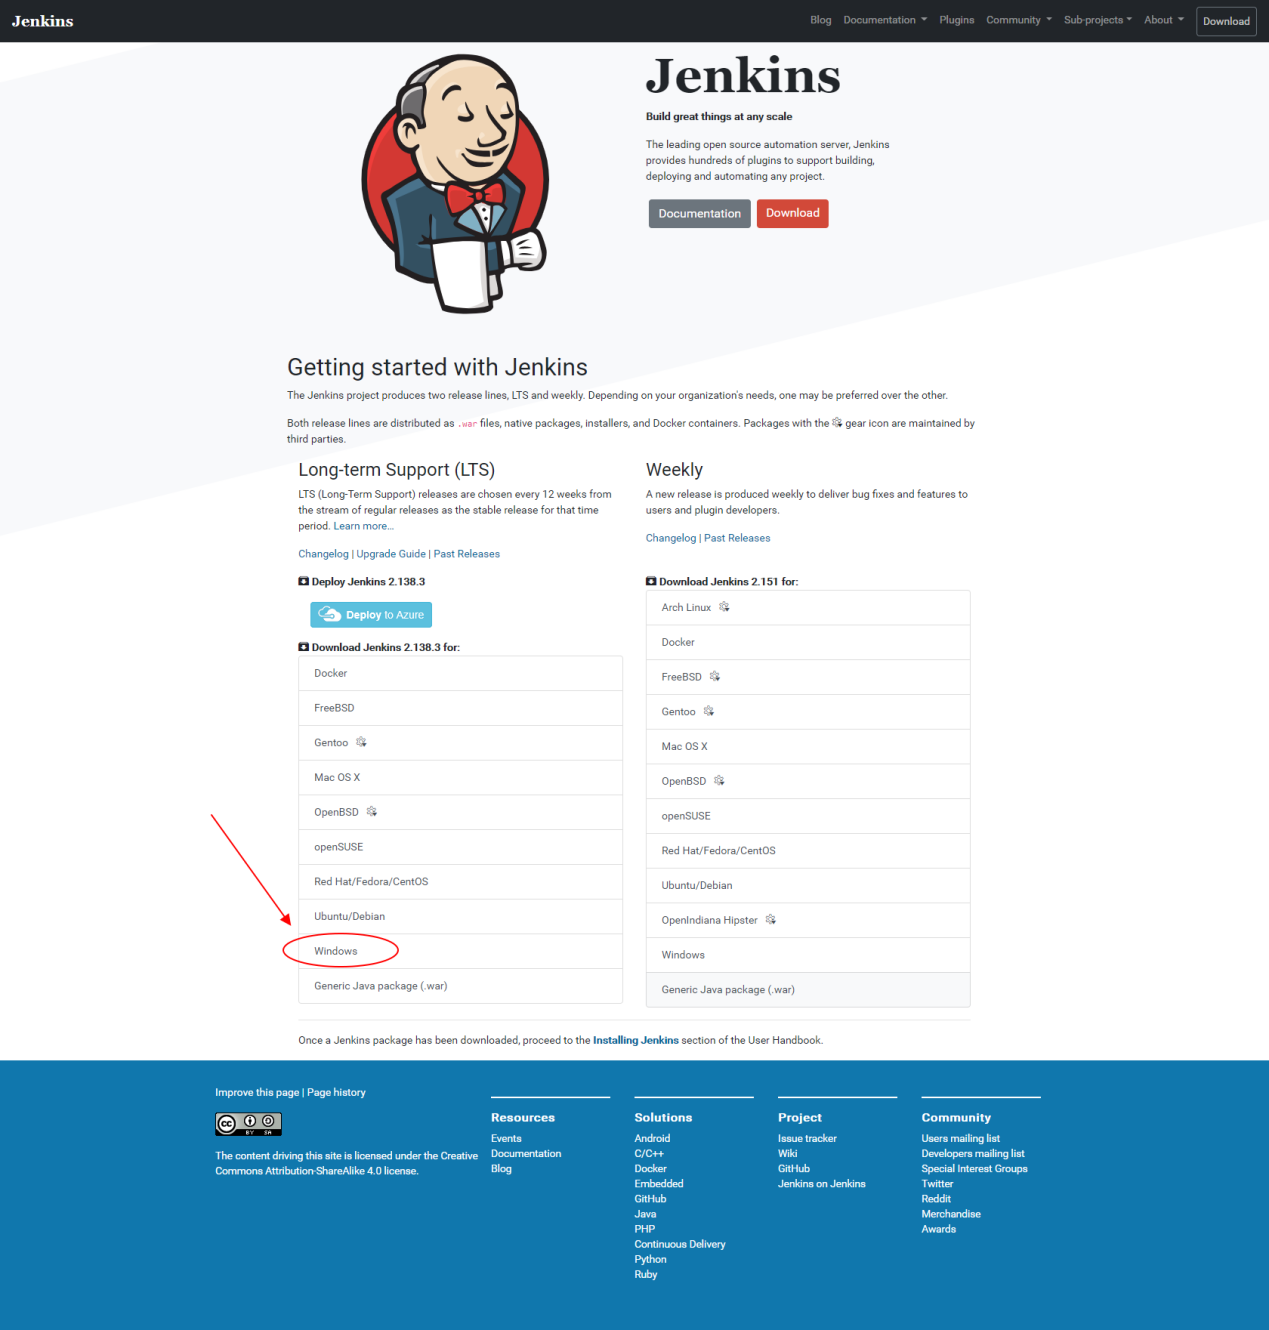 Jenkins
Blog Documentation Plugins Community Sub-projects About Download
Jenkins
Build great things at any scale
The leading open source automation server, Jenkins
provides hundreds of plugins to support building,
deploying and automating any project.
Documentation Download
Getting started with Jenkins
The Jenkins project produces two release lines, LTS and weekly. Depending on your organization's needs, one may be preferred over the other.
Both release lines are distributed as .war files, native packages, installers, and Docker containers. Packages with the gear icon are maintained by
third parties.
Long-term Support (LTS)
LTS (Long-Term Support) releases are chosen every 12 weeks from
the stream of regular releases as the stable release for that time
period. Learn more...
Changelog | Upgrade Guide | Past Releases
Deploy Jenkins 2.138.3
Deploy to Azure
Download Jenkins 2.138.3 for:
Docker
FreeBSD
Gentoo
Mac OS X
OpenBSD
openSUSE
Red Hat/Fedora/CentOS
Ubuntu/Debian
Windows
Generic Java package (.war)
Weekly
A new release is produced weekly to deliver bug fixes and features to
users and plugin developers.
Changelog | Past Releases
Download Jenkins 2.151 for:
Arch Linux
Docker
FreeBSD
Gentoo
Mac OS X
OpenBSD
openSUSE
Red Hat/Fedora/CentOS
Ubuntu/Debian
OpenIndiana Hipster
Windows
Generic Java package (.war)
Once a Jenkins package has been downloaded, proceed to the Installing Jenkins section of the User Handbook.
Improve this page | Page history
cc BY SA
The content driving this site is licensed under the Creative
Commons Attribution-ShareAlike 4.0 license.
Resources
Events
Documentation
Blog
Solutions
Android
C/C++
Docker
Embedded
GitHub
Java
PHP
Continuous Delivery
Python
Ruby
Project
Issue tracker
Wiki
GitHub
Jenkins on Jenkins
Community
Users mailing list
Developers mailing list
Special Interest Groups
Twitter
Reddit
Merchandise
Awards